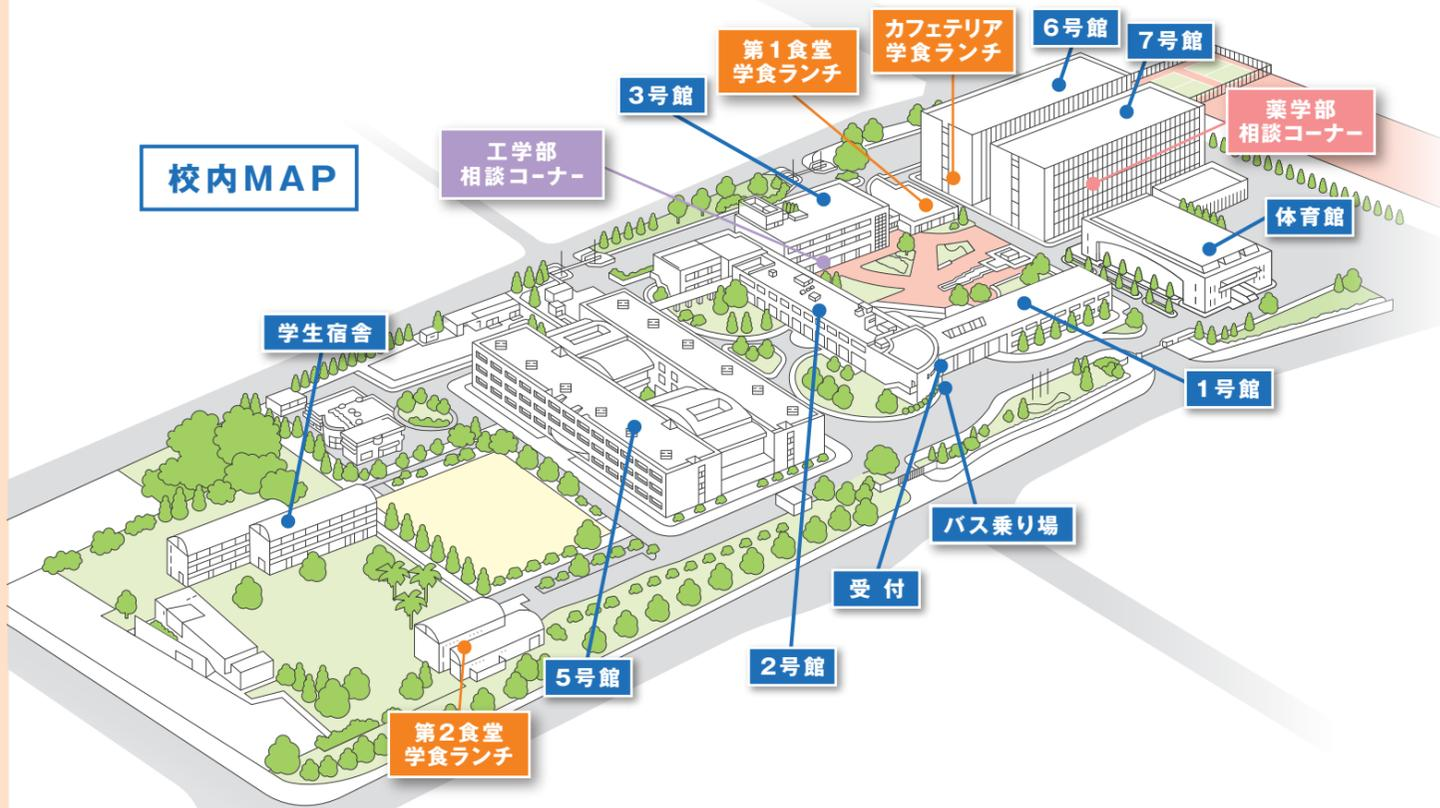 カフェテリア
学食ランチ
6号館
7号館
第1食堂
学食ランチ
3号館
薬学部
相談コーナー
工学部
相談コーナー
校内MAP
体育館
学生宿舎
1号館
バス乗り場
受付
2号館
5号館
第2食堂
学食ランチ